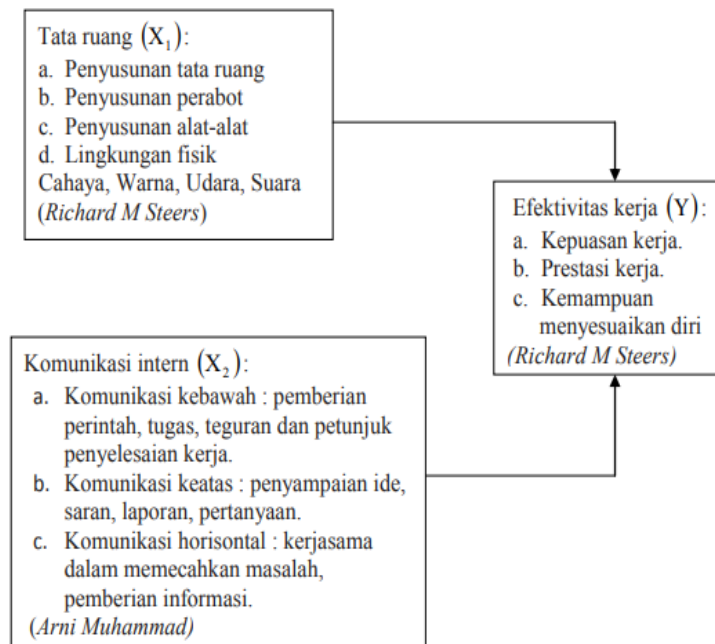 Tata ruang (X₁):
a. Penyusunan tata ruang
b. Penyusunan perabot
c. Penyusunan alat-alat
d. Lingkungan fisik
Cahaya, Warna, Udara, Suara
(Richard M Steers)
Efektivitas kerja (Y):
a. Kepuasan kerja.
b. Prestasi kerja.
c. Kemampuan
menyesuaikan diri
(Richard M Steers)
Komunikasi intern (X₂):
a. Komunikasi kebawah : pemberian
perintah, tugas, teguran dan petunjuk
penyelesaian kerja.
b. Komunikasi keatas : penyampaian ide,
saran, laporan, pertanyaan.
c. Komunikasi horisontal : kerjasama
dalam memecahkan masalah,
pemberian informasi.
(Arni Muhammad)